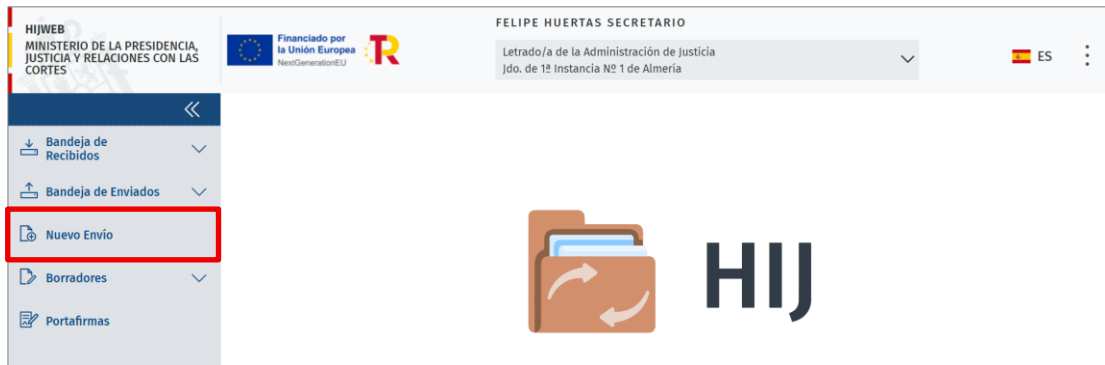 HIJWEB
MINISTERIO DE LA PRESIDENCIA,
JUSTICIA Y RELACIONES CON LAS
CORTES
Financiado por
la Unión Europea
NextGenerationEU
R
FELIPE HUERTAS SECRETARIO
Letrado/a de la Administración de Justicia
Jdo. de 1ª Instancia Nº 1 de Almería
ES
Bandeja de
Recibidos
Bandeja de Enviados
Nuevo Envío
Borradores
Portafirmas
HIJ